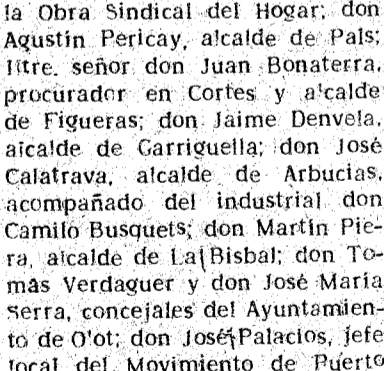 la Obra Sindical del Hogar; don
Agustín Pericay, alcalde de Pals;
Iltre. señor don Juan Bonaterra,
procurador en Cortes y alcalde
de Figueras; don Jaime Denvela,
alcalde de Garriguella; don José
Calatrava, alcalde de Arbucias,
acompañado del industrial don
Camilo Busquets; don Martín Pie-
ra, alcalde de La Bisbal; don To-
más Verdaguer y don José María
Serra, concejales del Ayuntamien-
to de O'ot; don José Palacios, jefe
local del Movimiento de Puerto